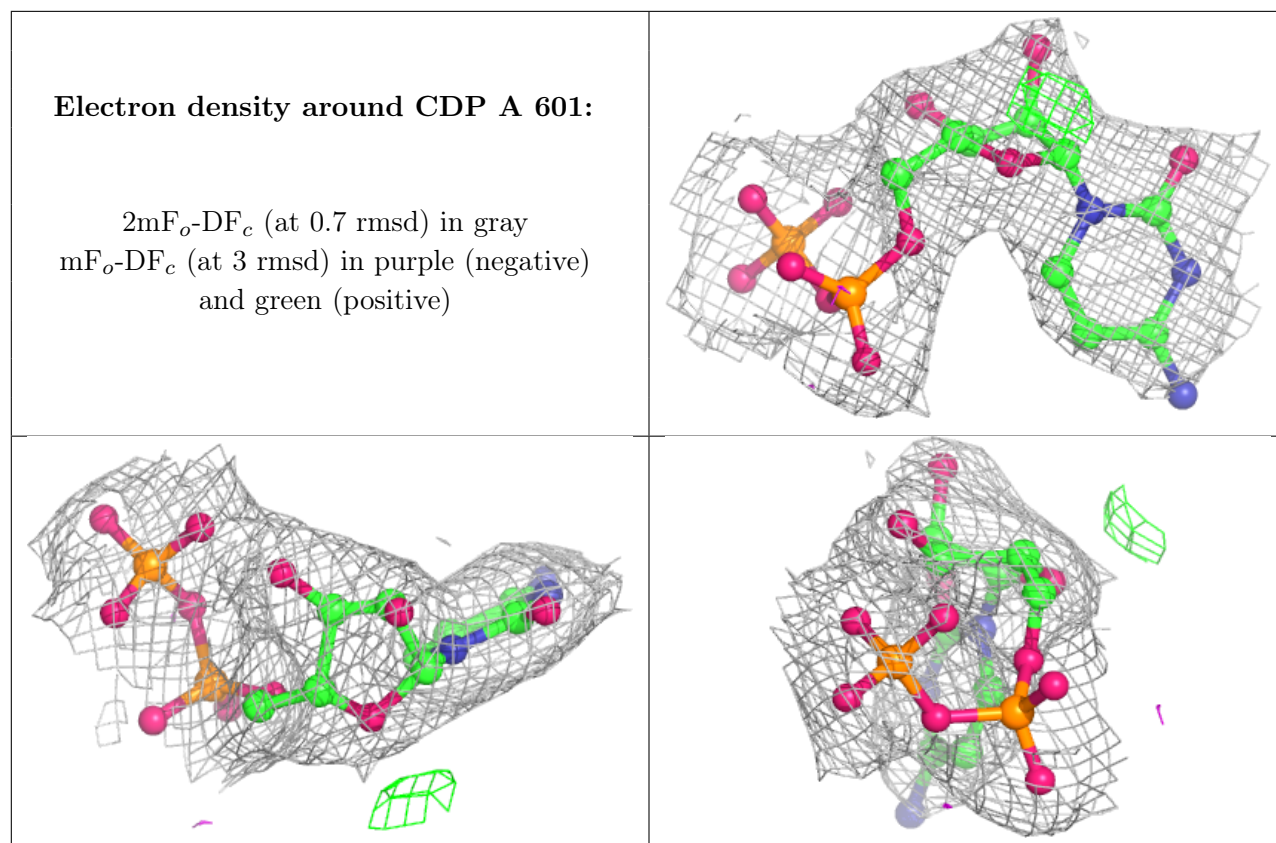 Electron density around CDP A 601:
2mFₒ-DF𝒸 (at 0.7 rmsd) in gray
mFₒ-DF𝒸 (at 3 rmsd) in purple (negative)
and green (positive)